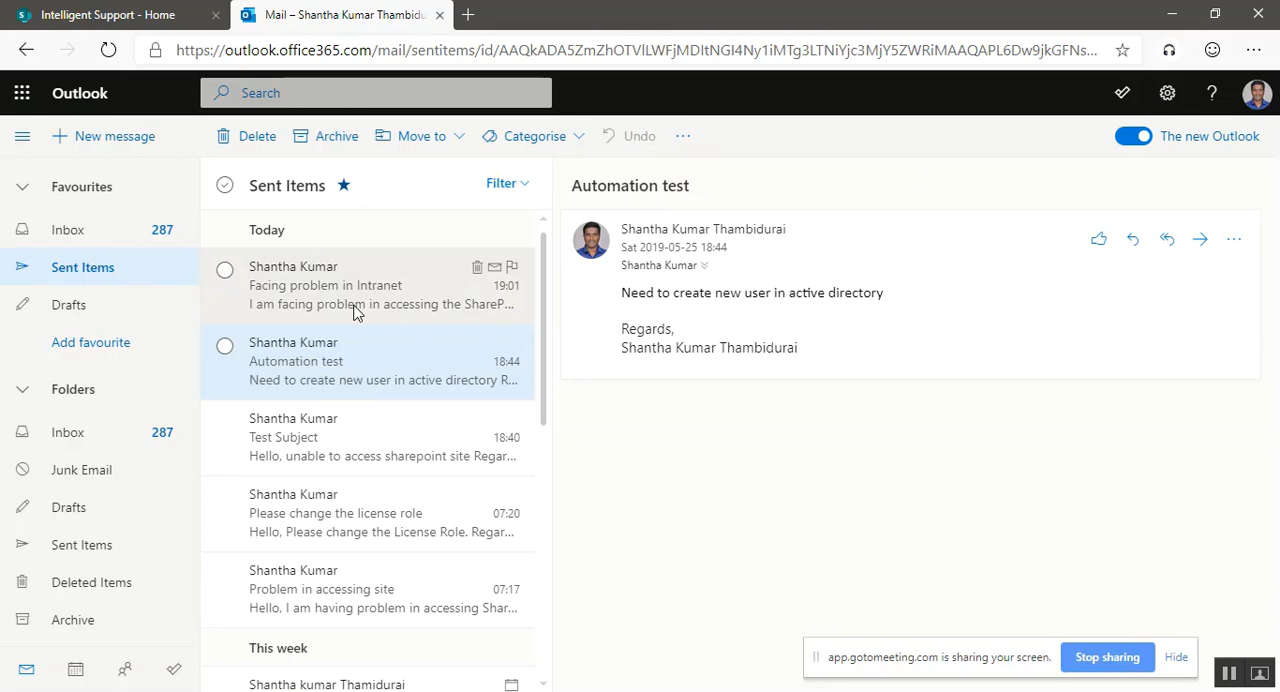 Intelligent Support - Home
Mail – Shantha Kumar Thambidu
https://outlook.office365.com/mail/sentitems/id/AAQkADA5ZmZhOTVlLWFjMDItNGI4Ny1iMTg3LTNiYjc3MjY5ZWRiMAAQAPL6Dw9jkGFNs...
Outlook
Search
New message
Delete
Archive
Move to
Categorise
Undo
The new Outlook
Favourites
Inbox 287
Sent Items
Drafts
Add favourite
Folders
Inbox 287
Junk Email
Drafts
Sent Items
Deleted Items
Archive
Sent Items
Filter
Today
Shantha Kumar
Facing problem in Intranet 19:01
I am facing problem in accessing the ShareP...
Shantha Kumar
Automation test 18:44
Need to create new user in active directory R...
Shantha Kumar
Test Subject 18:40
Hello, unable to access sharepoint site Regar...
Shantha Kumar
Please change the license role 07:20
Hello, Please change the License Role. Regar...
Shantha Kumar
Problem in accessing site 07:17
Hello, I am having problem in accessing Shar...
This week
Shantha kumar Thamidurai
Automation test
Shantha Kumar Thambidurai
Sat 2019-05-25 18:44
Shantha Kumar
Need to create new user in active directory
Regards,
Shantha Kumar Thambidurai
app.gotomeeting.com is sharing your screen.
Stop sharing
Hide